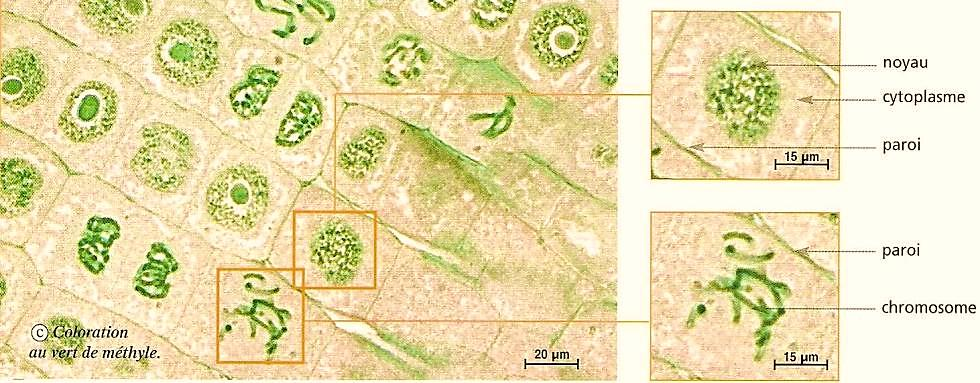 noyau
cytoplasme
paroi
15 µm
paroi
chromosome
15 µm
c Coloration
au vert de méthyle.
20 µm